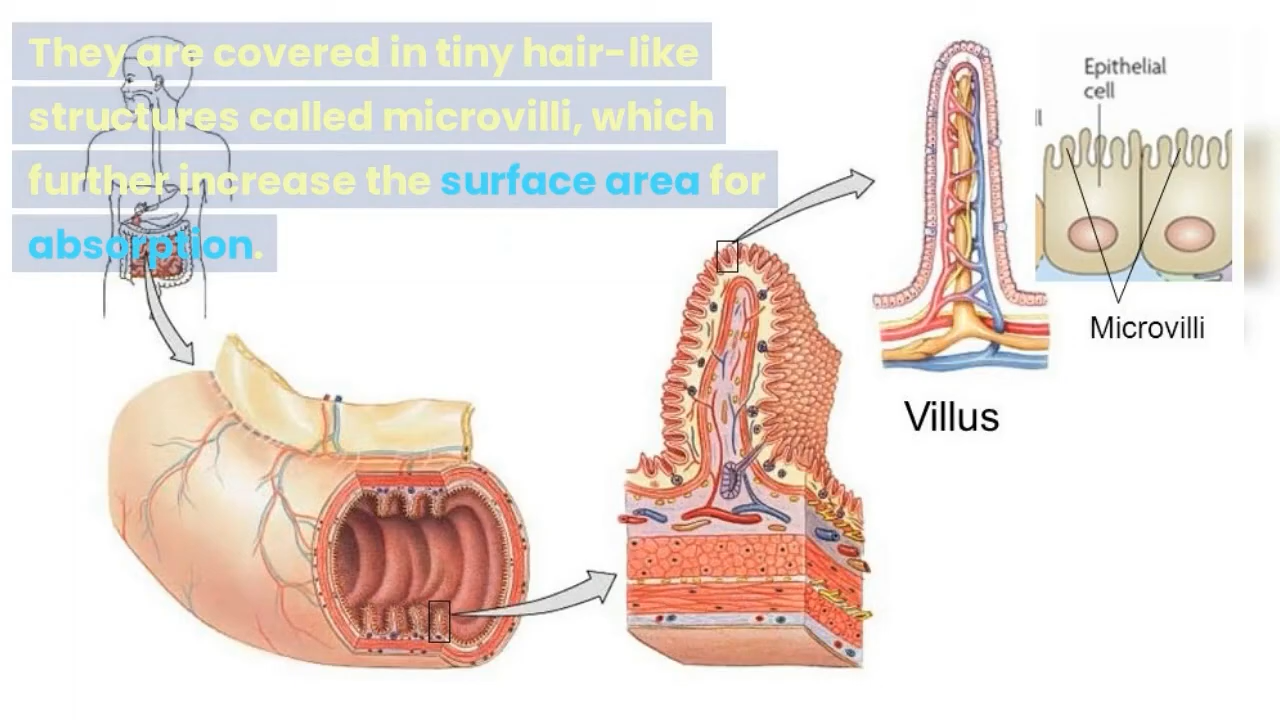 They are covered in tiny hair-like
structures called microvilli, which
further increase the surface area for
absorption.
Epithelial
cell
Microvilli
Villus